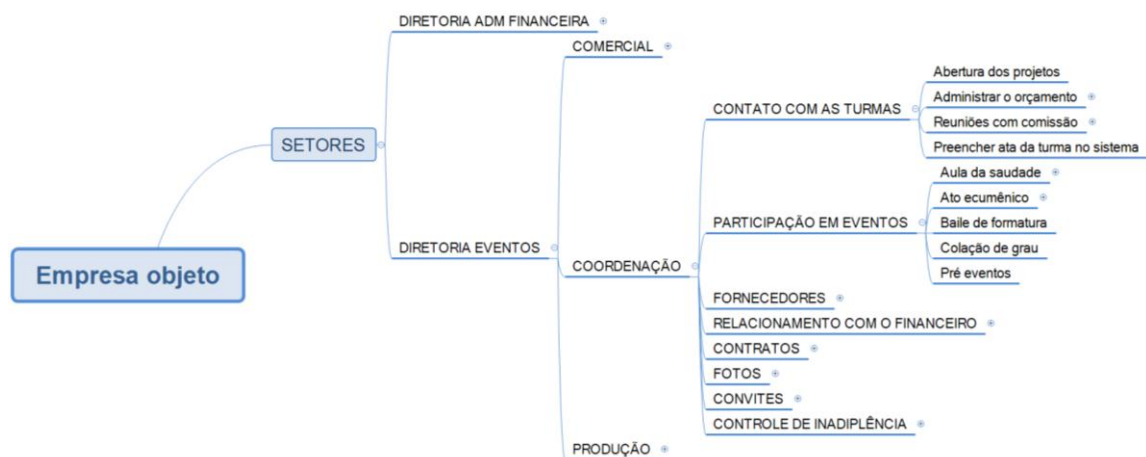 DIRETORIA ADM FINANCEIRA
COMERCIAL
Abertura dos projetos
Administrar o orçamento
CONTATO COM AS TURMAS
Reuniões com comissão
Preencher ata da turma no sistema
SETORES
Aula da saudade
Ato ecumênico
PARTICIPAÇÃO EM EVENTOS
Baile de formatura
Colação de grau
Pré eventos
DIRETORIA EVENTOS
COORDENAÇÃO
Empresa objeto
FORNECEDORES
RELACIONAMENTO COM O FINANCEIRO
CONTRATOS
FOTOS
CONVITES
CONTROLE DE INADIPLÊNCIA
PRODUÇÃO